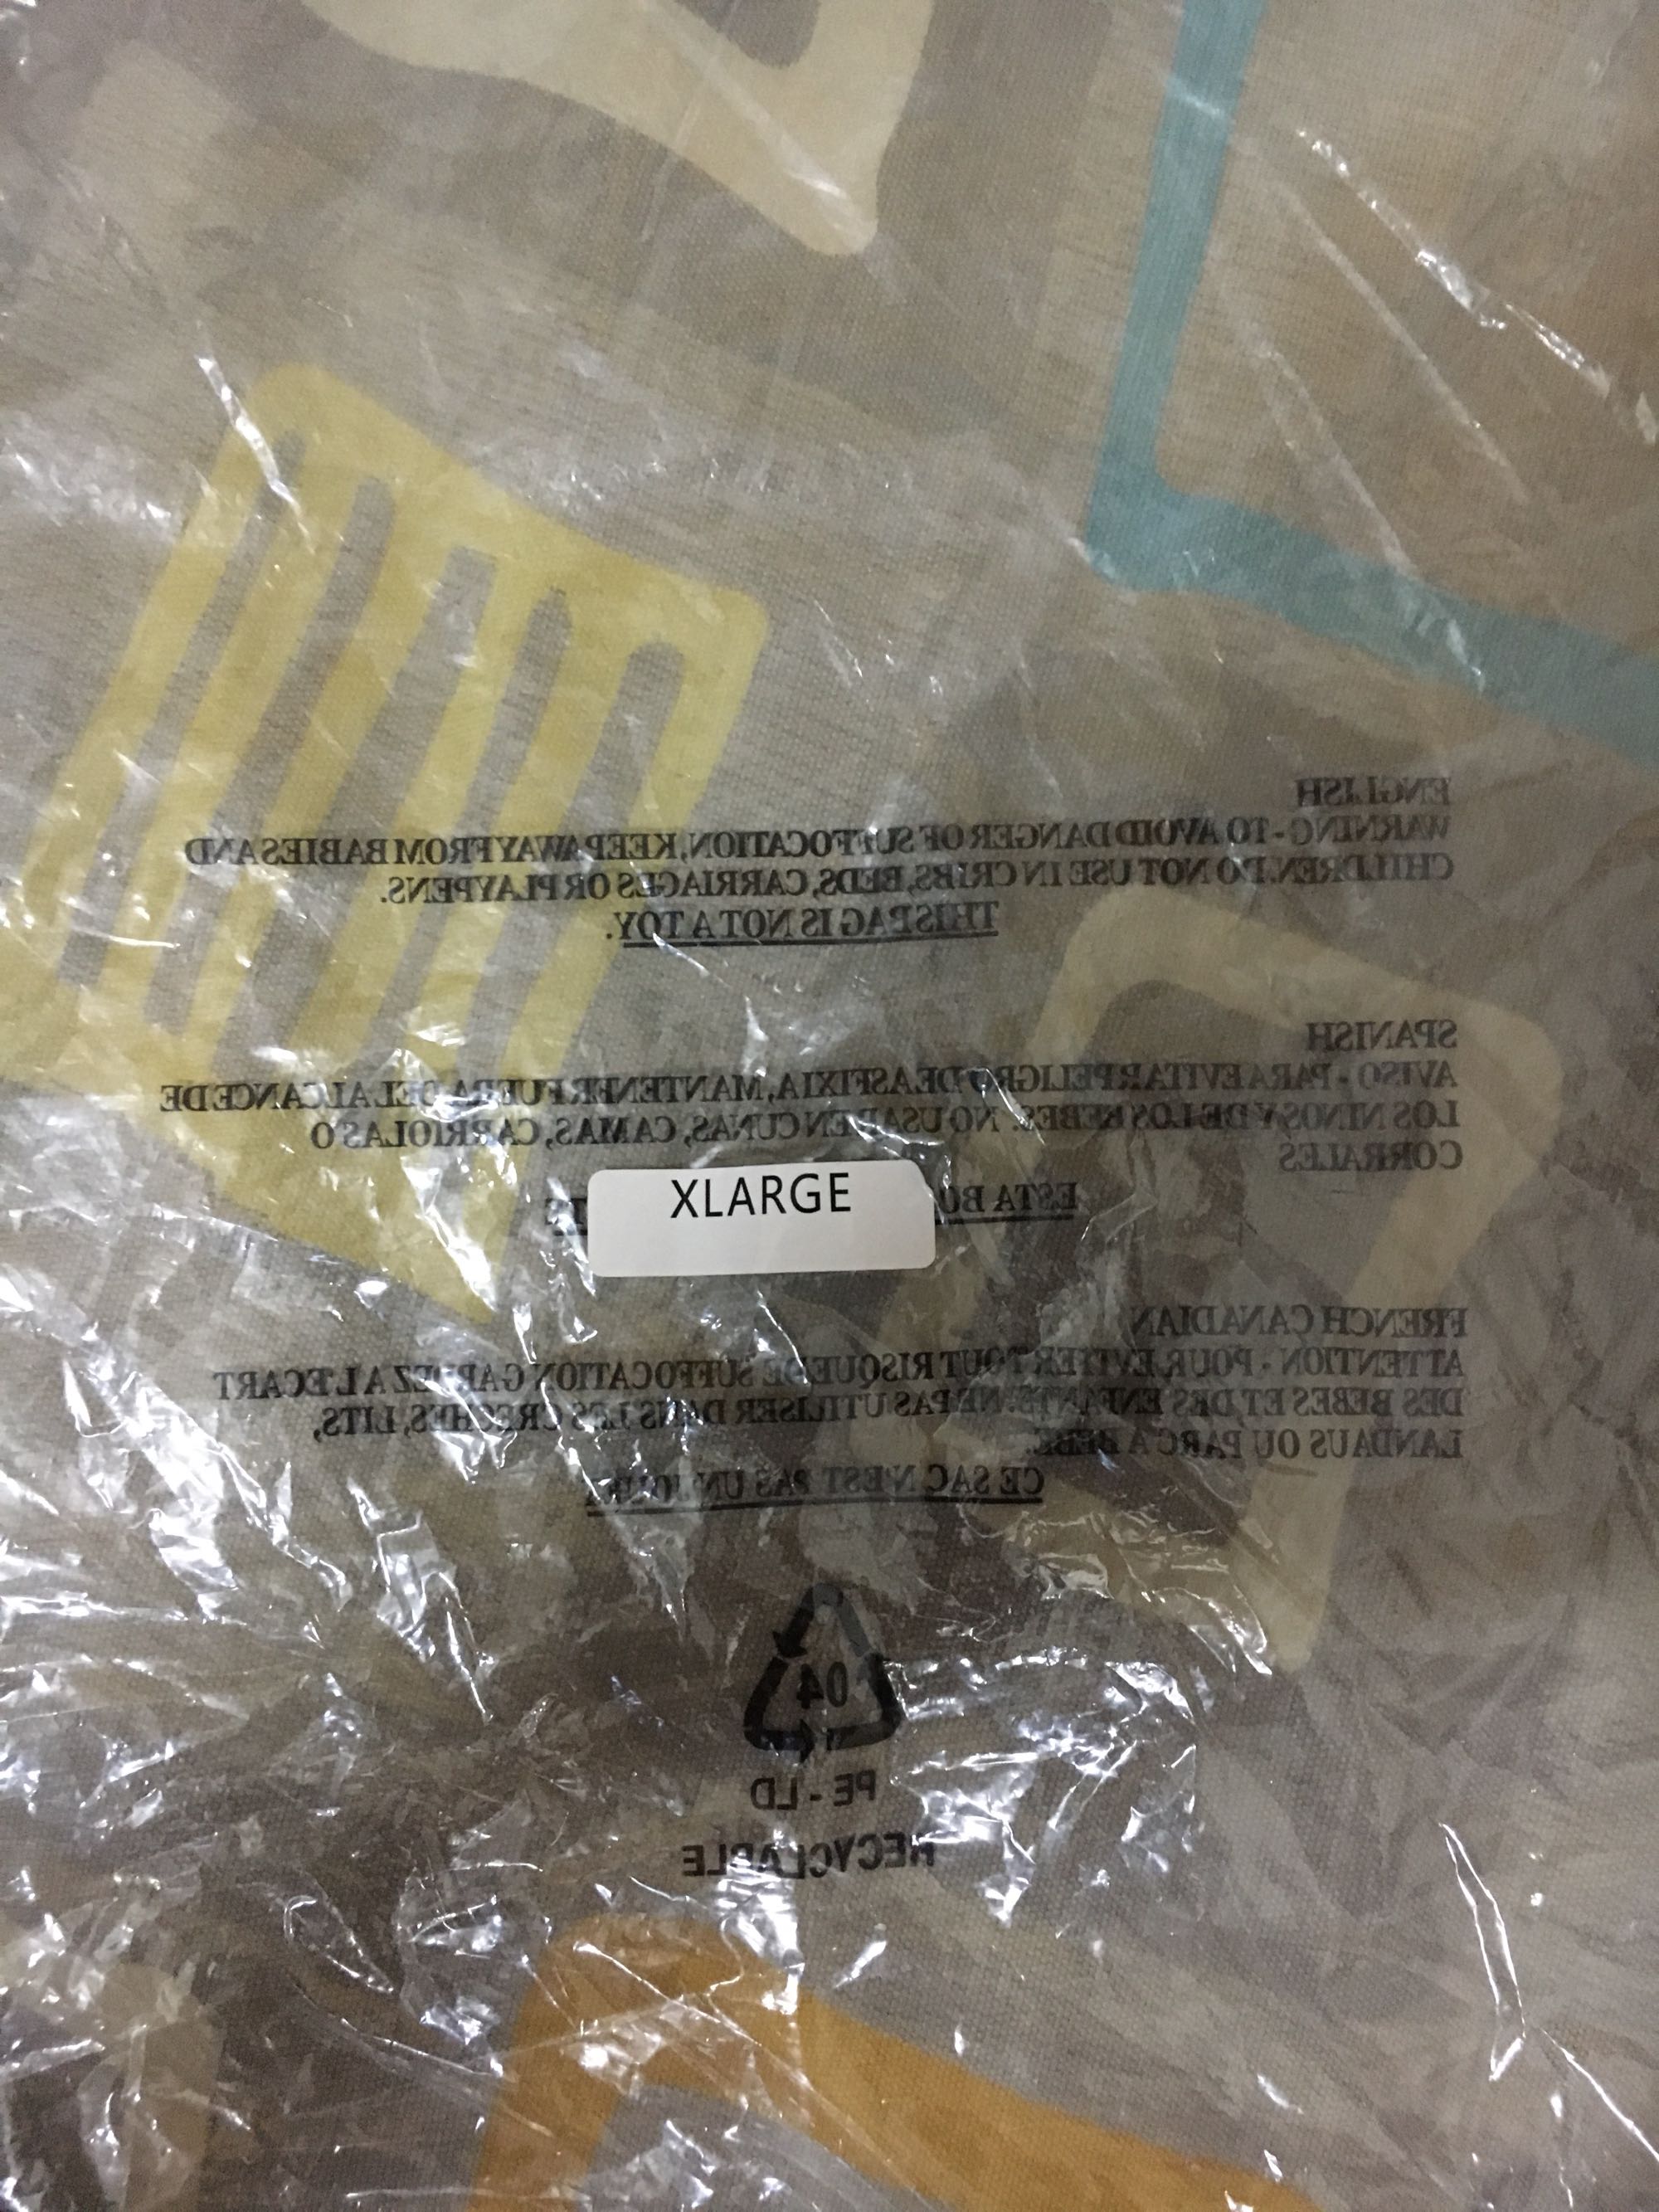 ENGLISH
WARNING - TO AVOID DANGER OF SUFFOCATION, KEEP AWAY FROM BABIES AND
CHILDREN. DO NOT USE IN CRIBS, BEDS, CARRIAGES OR PLAYPENS.
THIS BAG IS NOT A TOY.
SPANISH
AVISO - PARA EVITAR PELIGRO DE ASFIXIA, MANTENER FUERA DEL ALCANCE DE
LOS NINOS Y DE LOS BEBES. NO USAR EN CUNAS, CAMAS, CARRIOLAS O
CORRALES
ESTA
XLARGE
FRENCH CANADIAN
ATTENTION - POUR EVITER TOUT RISQUE DE SUFFOCATION GARDEZ A L'ECART
DES BEBES ET DES ENFANTS. NE PAS UTILISER DANS LES CRECHES, LITS,
LANDAUS OU PARC A BEBE.
CE SAC N'EST PAS UN JOUET
04
PE - LD
RECYCLABLE